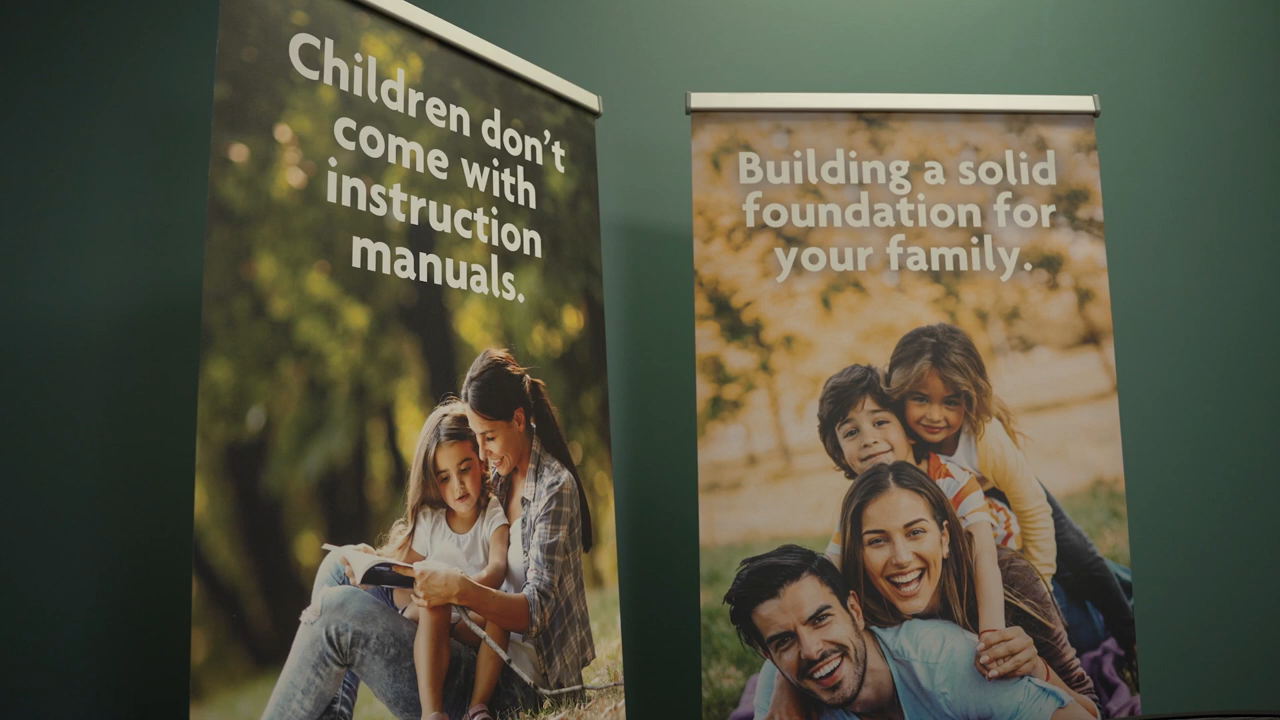 Children don't
come with
instruction
manuals.
Building a solid
foundation for
your family.